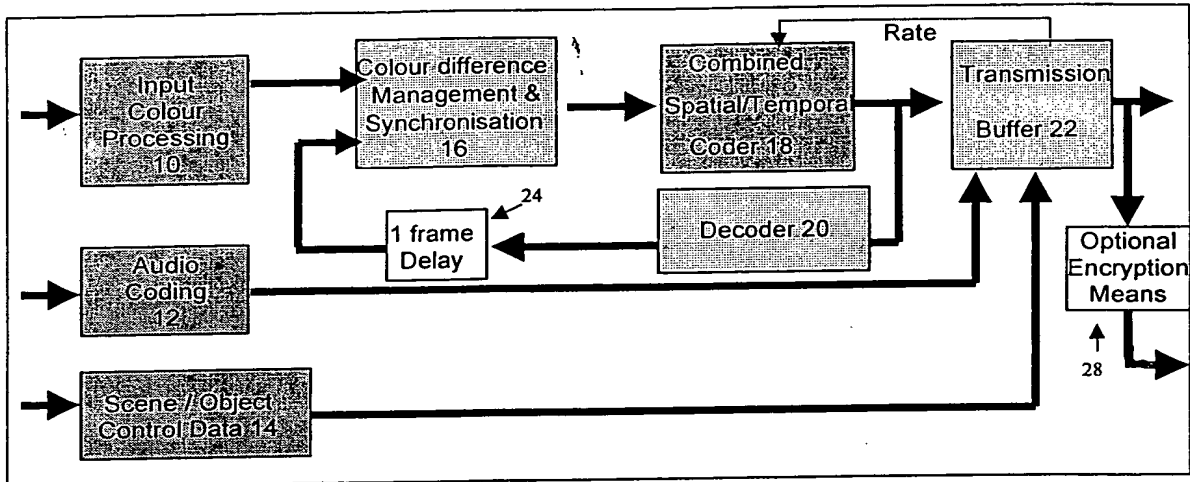 Rate
Input
Colour
Processing
10
Colour difference
Management &
Synchronisation
16
Combined
Spatial/Temporal
Coder 18
Transmission
Buffer 22
24
1 frame
Delay
Decoder 20
Optional
Encryption
Means
28
Audio
Coding
12
Scene / Object
Control Data 14